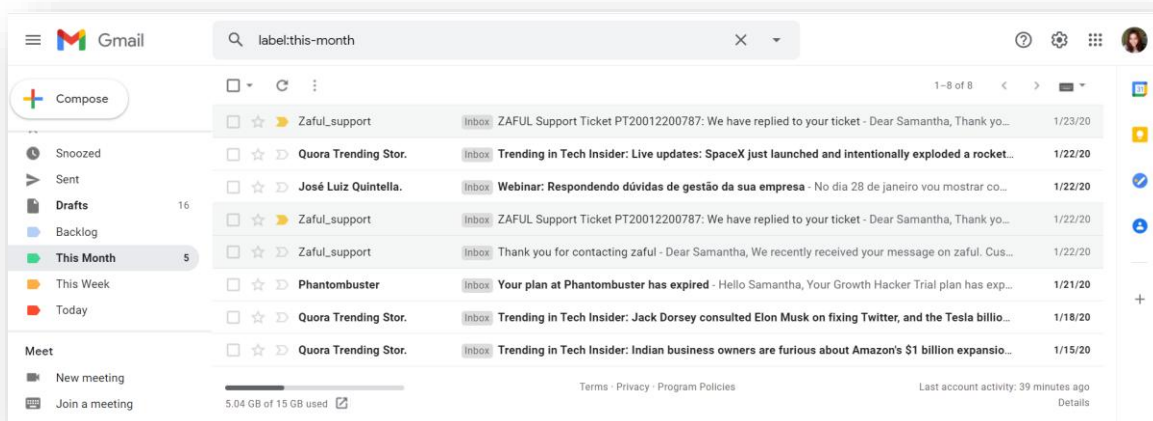 Gmail
label:this-month
Compose
1–8 of 8
Snoozed
Sent
Drafts 16
Backlog
This Month 5
This Week
Today
Meet
New meeting
Join a meeting
Zaful_support Inbox ZAFUL Support Ticket PT20012200787: We have replied to your ticket - Dear Samantha, Thank yo... 1/23/20
Quora Trending Stor. Inbox Trending in Tech Insider: Live updates: SpaceX just launched and intentionally exploded a rocket... 1/22/20
José Luiz Quintella. Inbox Webinar: Respondendo dúvidas de gestão da sua empresa - No dia 28 de janeiro vou mostrar co... 1/22/20
Zaful_support Inbox ZAFUL Support Ticket PT20012200787: We have replied to your ticket - Dear Samantha, Thank yo... 1/22/20
Zaful_support Inbox Thank you for contacting zaful - Dear Samantha, We recently received your message on zaful. Cus... 1/22/20
Phantombuster Inbox Your plan at Phantombuster has expired - Hello Samantha, Your Growth Hacker Trial plan has exp... 1/21/20
Quora Trending Stor. Inbox Trending in Tech Insider: Jack Dorsey consulted Elon Musk on fixing Twitter, and the Tesla billio... 1/18/20
Quora Trending Stor. Inbox Trending in Tech Insider: Indian business owners are furious about Amazon's $1 billion expansio... 1/15/20
5.04 GB of 15 GB used
Terms · Privacy · Program Policies
Last account activity: 39 minutes ago
Details
31